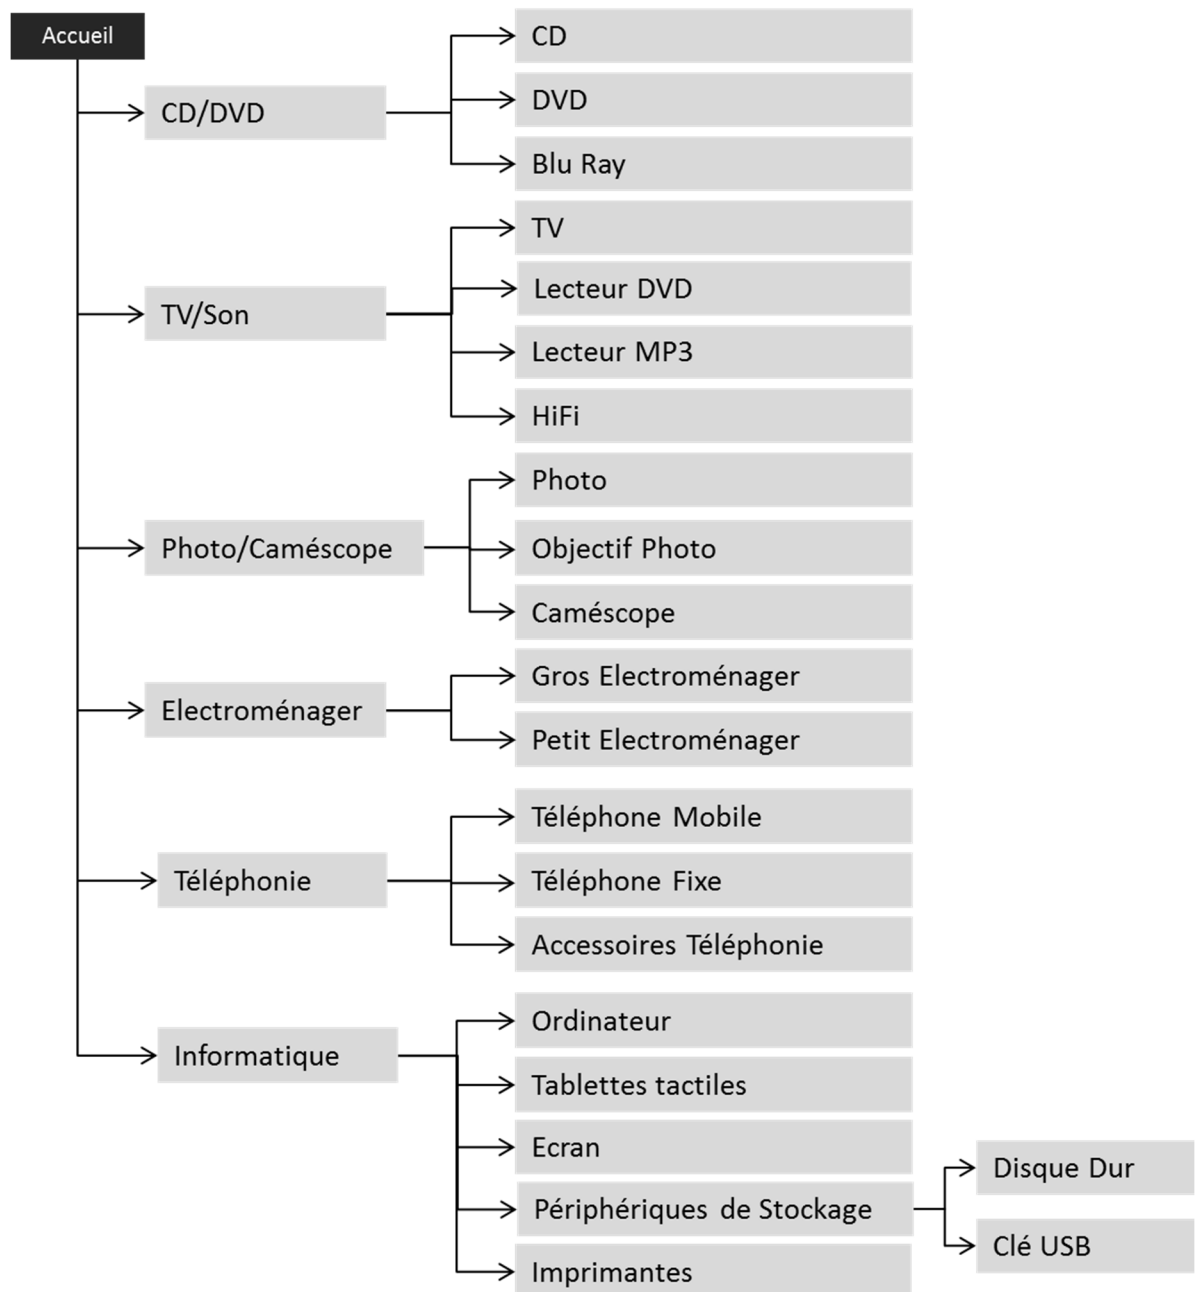 Accueil
CD/DVD
CD
DVD
Blu Ray
TV/Son
TV
Lecteur DVD
Lecteur MP3
HiFi
Photo/Caméscope
Photo
Objectif Photo
Caméscope
Electroménager
Gros Electroménager
Petit Electroménager
Téléphonie
Téléphone Mobile
Téléphone Fixe
Accessoires Téléphonie
Informatique
Ordinateur
Tablettes tactiles
Ecran
Périphériques de Stockage
Disque Dur
Clé USB
Imprimantes